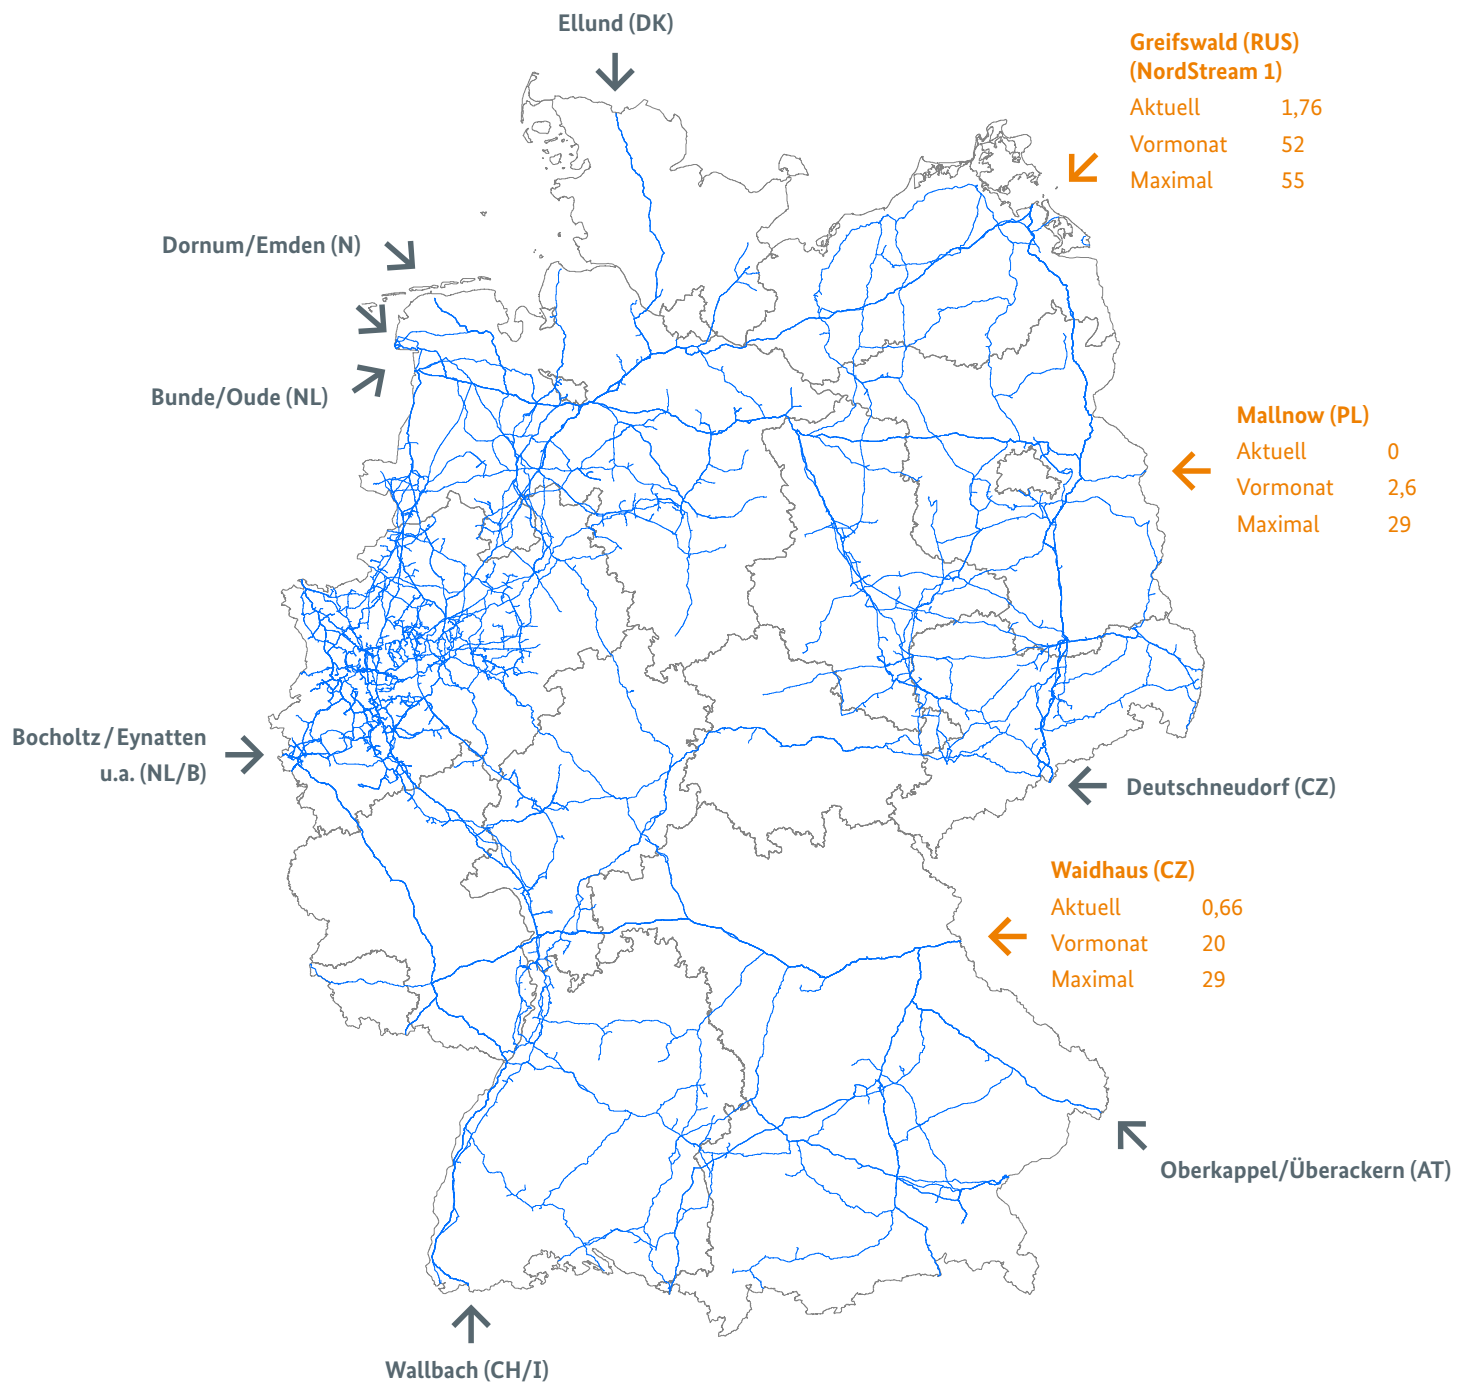 Ellund (DK)
Greifswald (RUS)
(NordStream 1)
Aktuell 1,76
Vormonat 52
Maximal 55
Dornum/Emden (N)
Bunde/Oude (NL)
Mallnow (PL)
Aktuell 0
Vormonat 2,6
Maximal 29
Bocholtz / Eynatten
u.a. (NL/B)
Deutschneudorf (CZ)
Waidhaus (CZ)
Aktuell 0,66
Vormonat 20
Maximal 29
Oberkappel/Überackern (AT)
Wallbach (CH/I)